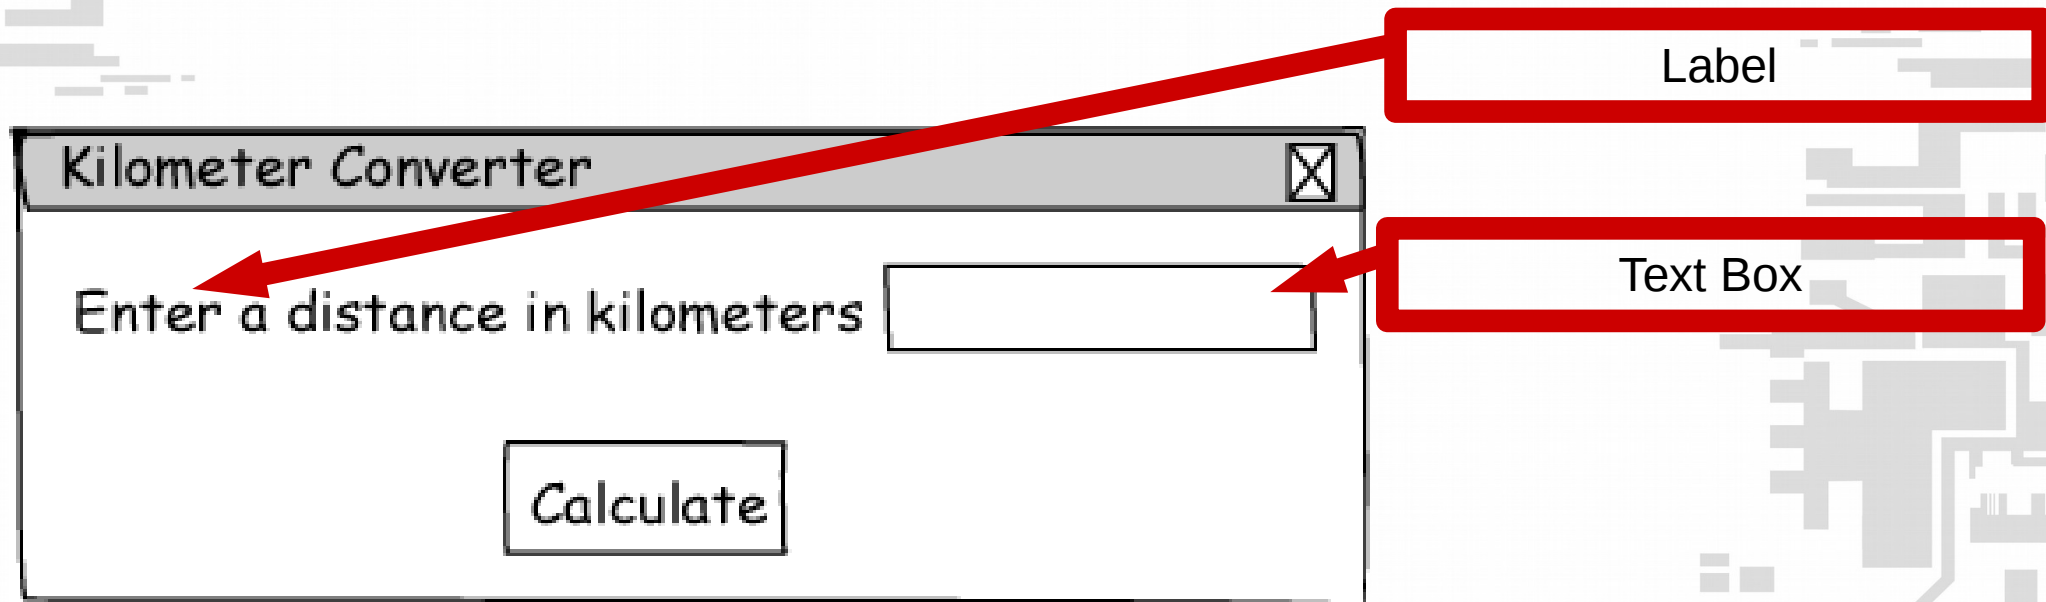 Label
Kilometer Converter
Text Box
Enter a distance in kilometers
Calculate